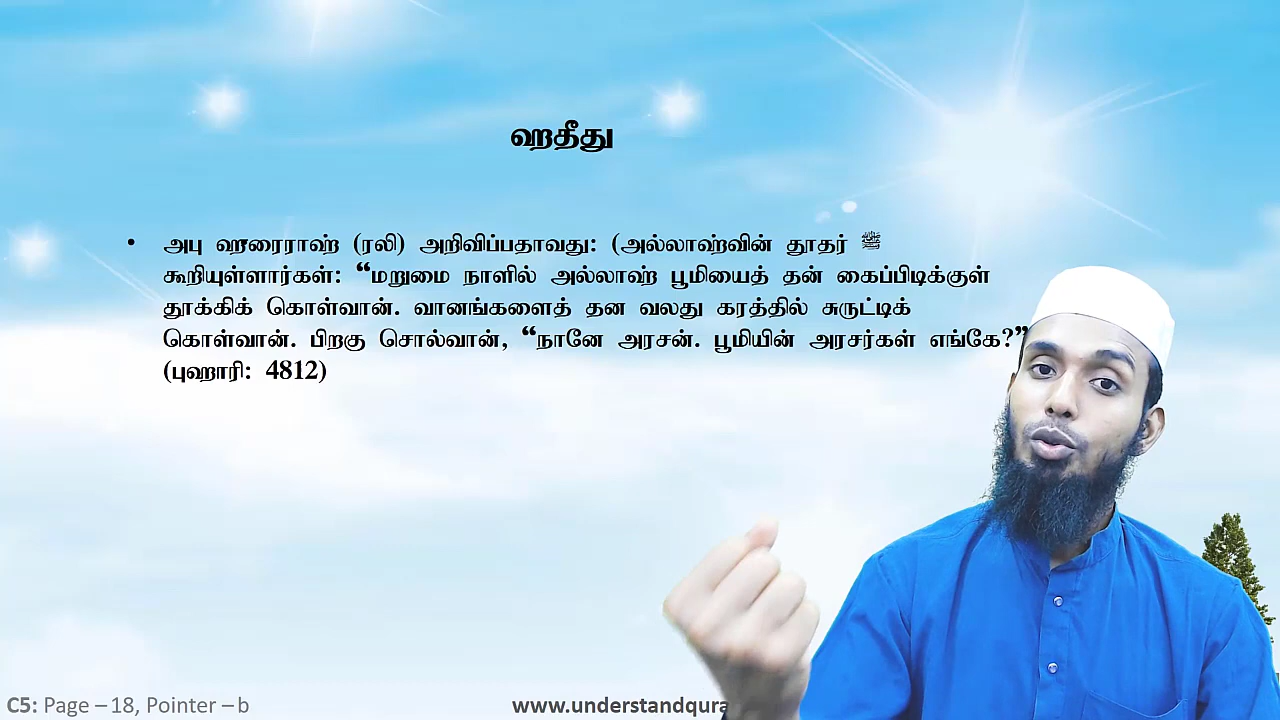 ஹதீது
• அபு ஹுரைராஹ் (ரலி) அறிவிப்பதாவது: (அல்லாஹ்வின் தூதர் ﷺ
கூறியுள்ளார்கள்: “மறுமை நாளில் அல்லாஹ் பூமியைத் தன் கைப்பிடிக்குள்
தூக்கிக் கொள்வான். வானங்களைத் தன வலது கரத்தில் சுருட்டிக்
கொள்வான். பிறகு சொல்வான், “நானே அரசன். பூமியின் அரசர்கள் எங்கே?”
(புஹாரி: 4812)
C5: Page – 18, Pointer – b
www.understandqura